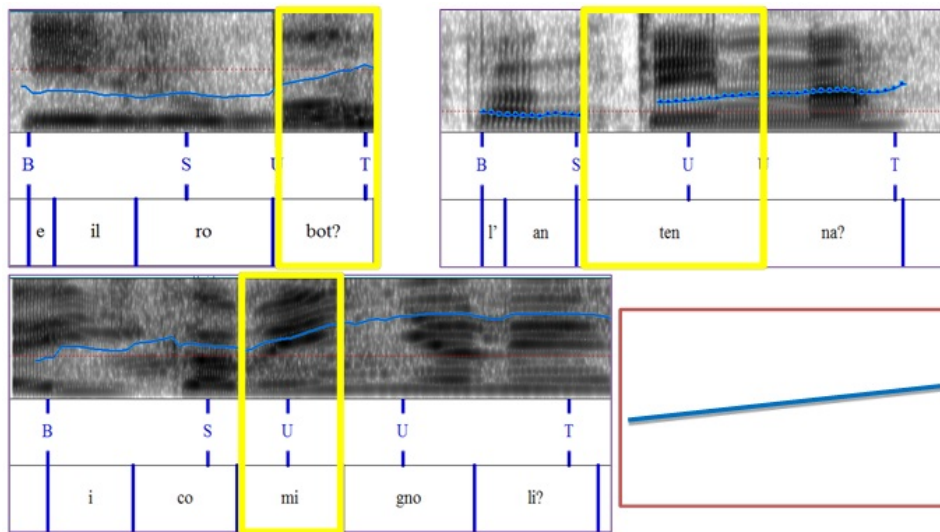 B S U T
e il ro bot?
B S U U T
l' an ten na?
B S U U T
i co mi gno li?